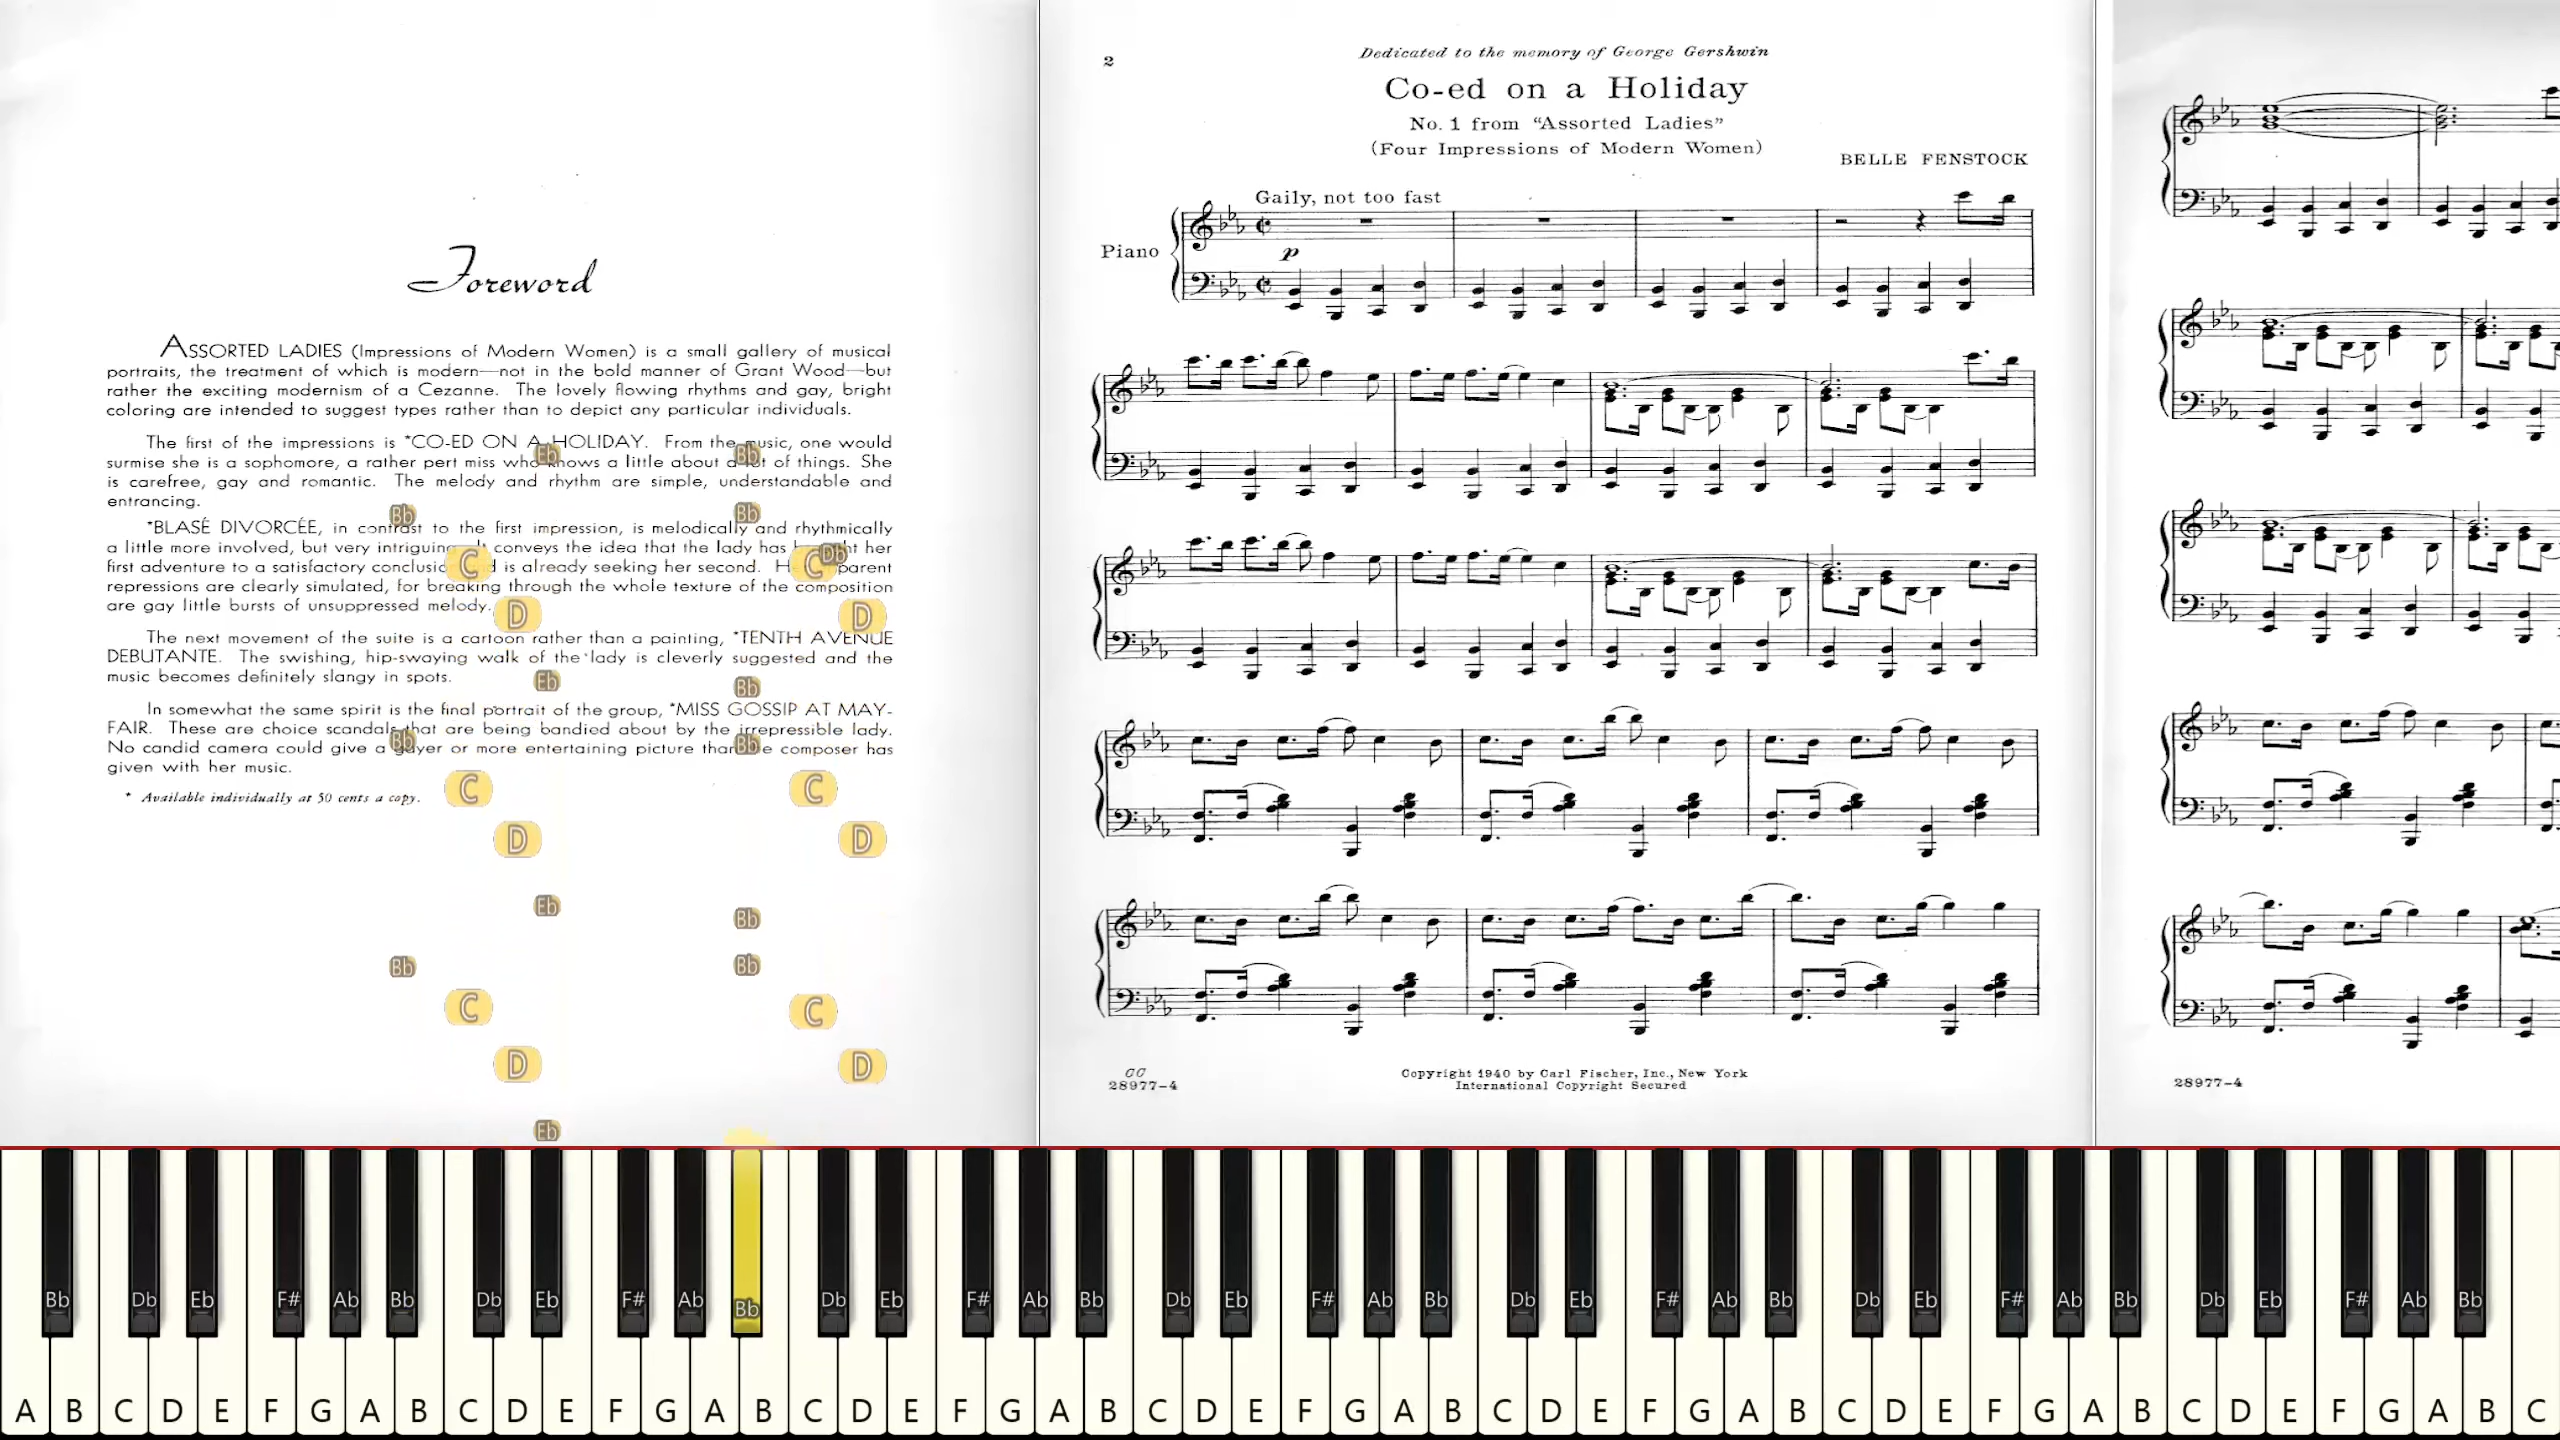 Foreword
ASSORTED LADIES (Impressions of Modern Women) is a small gallery of musical
portraits, the treatment of which is modern—not in the bold manner of Grant Wood—but
rather the exciting modernism of a Cezanne. The lovely flowing rhythms and gay, bright
coloring are intended to suggest types rather than to depict any particular individuals.
The first of the impressions is *CO-ED ON A HOLIDAY. From the music, one would
surmise she is a sophomore, a rather pert miss who knows a little about a lot of things. She
is carefree, gay and romantic. The melody and rhythm are simple, understandable and
entrancing.
*BLASÉ DIVORCÉE, in contrast to the first impression, is melodically and rhythmically
a little more involved, but very intriguing. It conveys the idea that the lady has brought her
first adventure to a satisfactory conclusion and is already seeking her second. Her apparent
repressions are clearly simulated, for breaking through the whole texture of the composition
are gay little bursts of unsuppressed melody.
The next movement of the suite is a cartoon rather than a painting, *TENTH AVENUE
DEBUTANTE. The swishing, hip-swaying walk of the lady is cleverly suggested and the
music becomes definitely slangy in spots.
In somewhat the same spirit is the final portrait of the group, *MISS GOSSIP AT MAY-
FAIR. These are choice scandals that are being bandied about by the irrepressible lady.
No candid camera could give a gayer or more entertaining picture than the composer has
given with her music.
* Available individually at 50 cents a copy.
Eb Bb
Bb Bb
C C Db
D D
Eb Bb
Bb Bb
C C
D D
Eb Bb
Bb Bb
C C
D D
Eb
2
Dedicated to the memory of George Gershwin
Co-ed on a Holiday
No. 1 from “Assorted Ladies”
(Four Impressions of Modern Women)
BELLE FENSTOCK
Gaily, not too fast
Piano
p
CC
28977-4
Copyright 1940 by Carl Fischer, Inc., New York
International Copyright Secured
28977-4
Bb Db Eb F# Ab Bb Db Eb F# Ab Bb Db Eb F# Ab Bb Db Eb F# Ab Bb Db Eb F# Ab Bb Db Eb F# Ab Bb Db Eb F# Ab Bb
A B C D E F G A B C D E F G A B C D E F G A B C D E F G A B C D E F G A B C D E F G A B C D E F G A B C